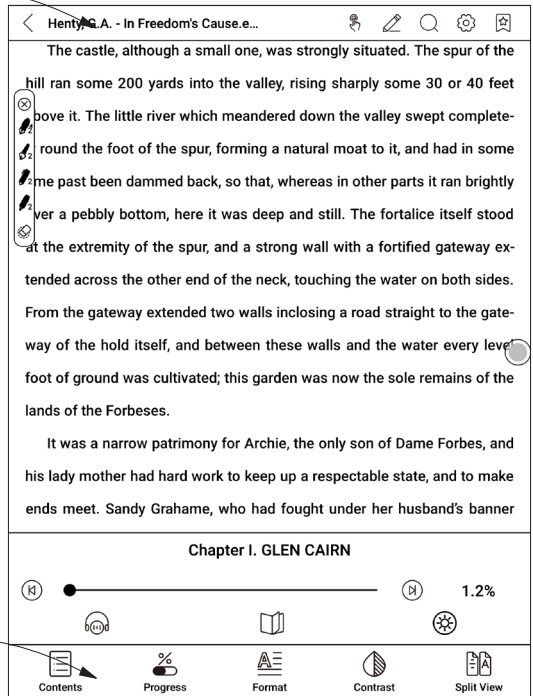 Henty, G.A. - In Freedom's Cause.e...
The castle, although a small one, was strongly situated. The spur of the
hill ran some 200 yards into the valley, rising sharply some 30 or 40 feet
above it. The little river which meandered down the valley swept complete-
round the foot of the spur, forming a natural moat to it, and had in some
me past been dammed back, so that, whereas in other parts it ran brightly
over a pebbly bottom, here it was deep and still. The fortalice itself stood
at the extremity of the spur, and a strong wall with a fortified gateway ex-
tended across the other end of the neck, touching the water on both sides.
From the gateway extended two walls inclosing a road straight to the gate-
way of the hold itself, and between these walls and the water every level
foot of ground was cultivated; this garden was now the sole remains of the
lands of the Forbeses.
It was a narrow patrimony for Archie, the only son of Dame Forbes, and
his lady mother had hard work to keep up a respectable state, and to make
ends meet. Sandy Grahame, who had fought under her husband's banner
Chapter I. GLEN CAIRN
1.2%
Contents Progress Format Contrast Split View